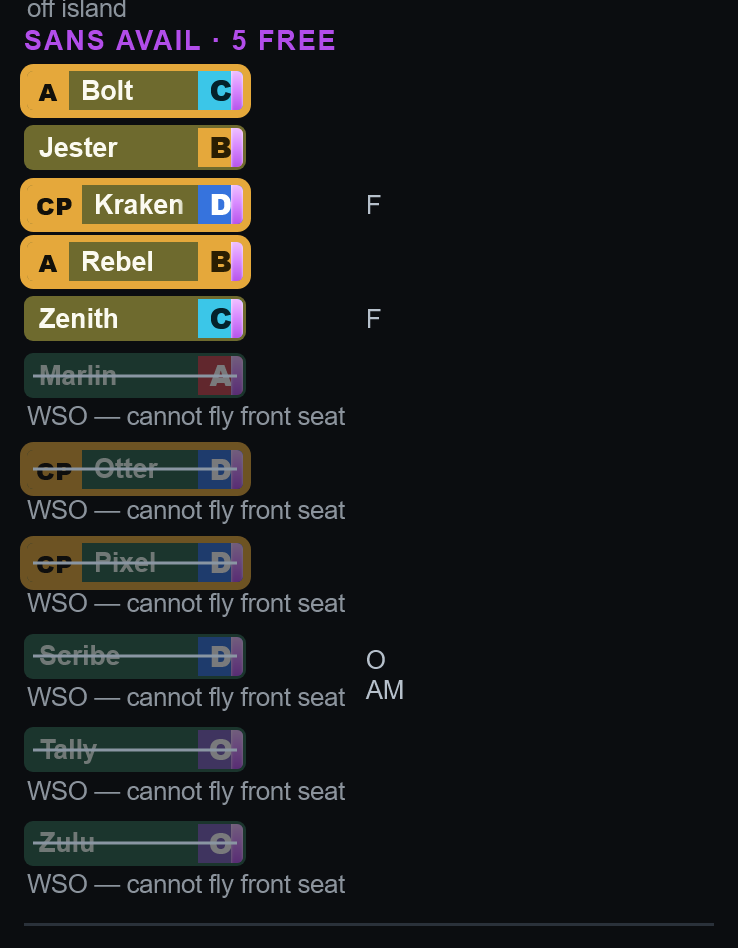 off island
SANS AVAIL · 5 FREE
A Bolt C
Jester B
CP Kraken D F
A Rebel B
Zenith C F
Marlin A
WSO — cannot fly front seat
CP Otter D
WSO — cannot fly front seat
CP Pixel D
WSO — cannot fly front seat
Scribe D O
WSO — cannot fly front seat AM
Tally O
WSO — cannot fly front seat
Zulu O
WSO — cannot fly front seat